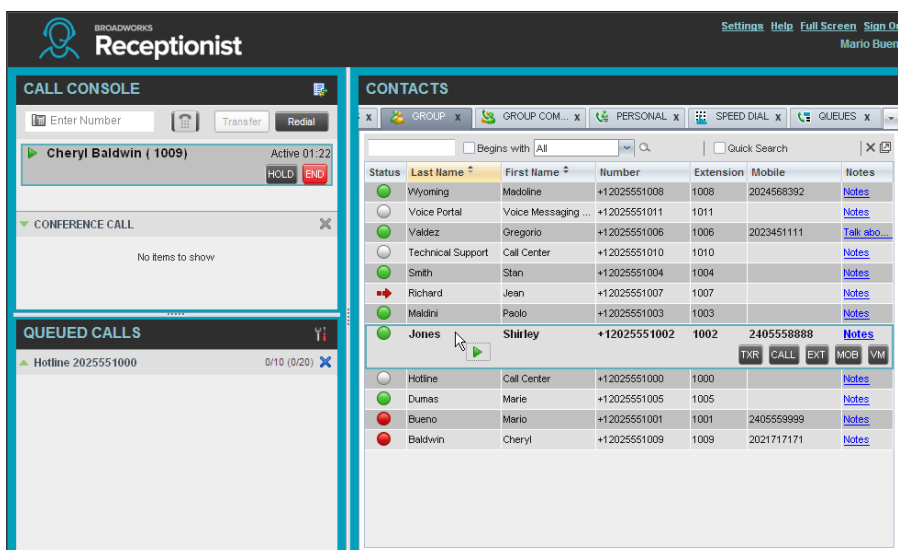 BROADWORKS
Receptionist
Settings Help Full Screen Sign Ou
Mario Buen
CALL CONSOLE
Enter Number Transfer Redial
Cheryl Baldwin ( 1009) Active 01:22
HOLD END
CONFERENCE CALL
No items to show
QUEUED CALLS
Hotline 2025551000 0/10 (0/20)
CONTACTS
X GROUP X GROUP COM... X PERSONAL X SPEED DIAL X QUEUES X
Begins with All Quick Search
Status Last Name First Name Number Extension Mobile Notes
Wyoming Madoline +12025551008 1008 2024568392 Notes
Voice Portal Voice Messaging ... +12025551011 1011 Notes
Valdez Gregorio +12025551006 1006 2023451111 Talk abo...
Technical Support Call Center +12025551010 1010 Notes
Smith Stan +12025551004 1004 Notes
Richard Jean +12025551007 1007 Notes
Maldini Paolo +12025551003 1003 Notes
Jones Shirley +12025551002 1002 2405558888 Notes
TXR CALL EXT MOB VM
Hotline Call Center +12025551000 1000 Notes
Dumas Marie +12025551005 1005 Notes
Bueno Mario +12025551001 1001 2405559999 Notes
Baldwin Cheryl +12025551009 1009 2021717171 Notes